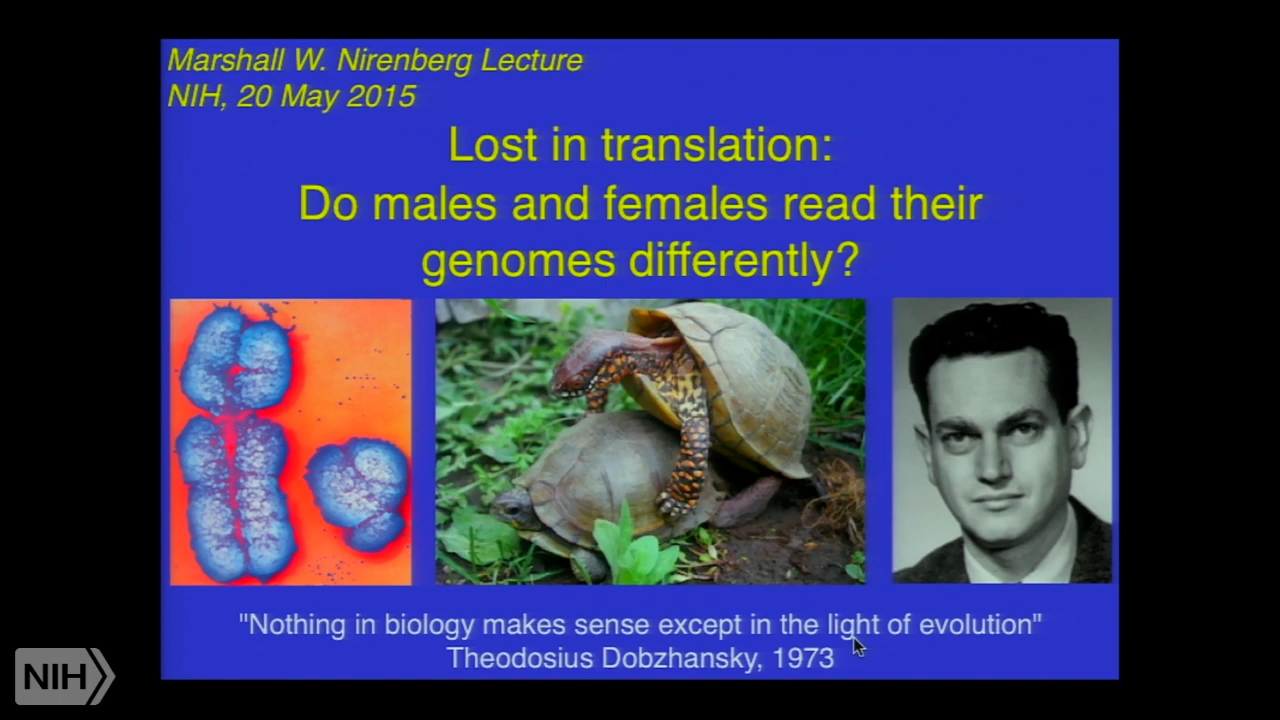 Marshall W. Nirenberg Lecture
NIH, 20 May 2015
Lost in translation:
Do males and females read their
genomes differently?
"Nothing in biology makes sense except in the light of evolution"
Theodosius Dobzhansky, 1973
NIH